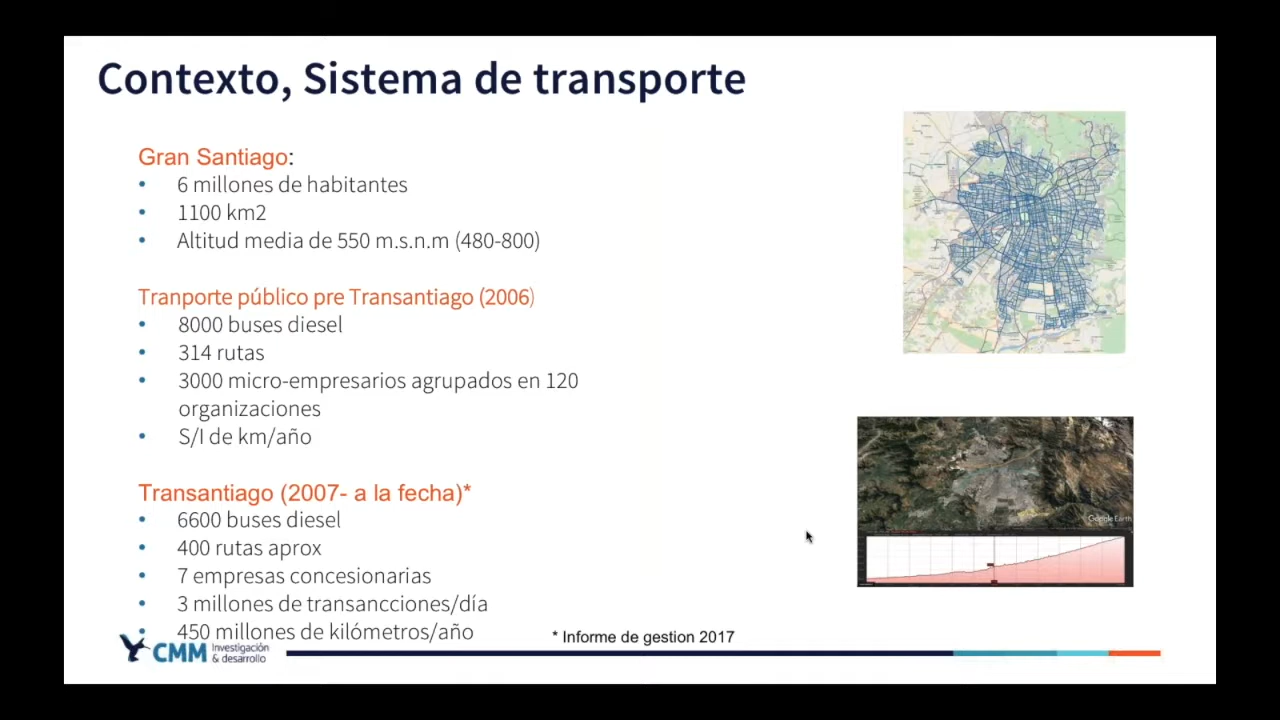 Contexto, Sistema de transporte
Gran Santiago:
• 6 millones de habitantes
• 1100 km2
• Altitud media de 550 m.s.n.m (480-800)
Tranporte público pre Transantiago (2006)
• 8000 buses diesel
• 314 rutas
• 3000 micro-empresarios agrupados en 120
organizaciones
• S/I de km/año
Transantiago (2007- a la fecha)*
• 6600 buses diesel
• 400 rutas aprox
• 7 empresas concesionarias
• 3 millones de transancciones/día
• 450 millones de kilómetros/año
* Informe de gestion 2017
CMM Investigación
& desarrollo
Google Earth